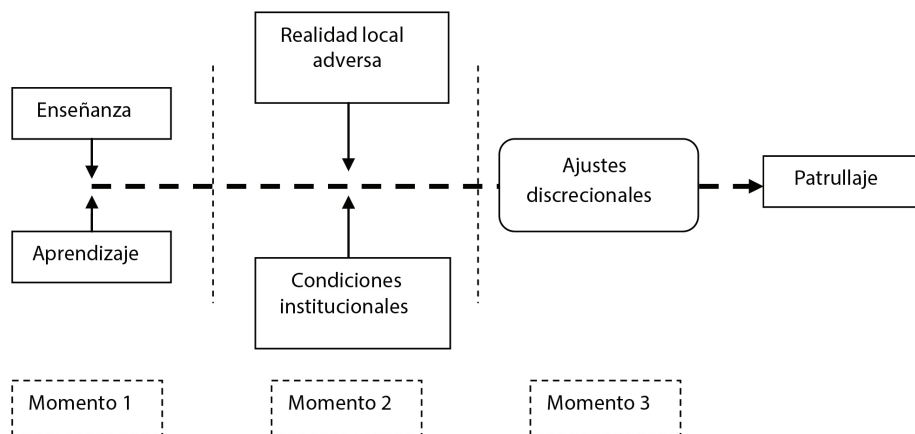 Realidad local
adversa
Enseñanza
Aprendizaje
Condiciones
institucionales
Ajustes
discrecionales
Patrullaje
Momento 1
Momento 2
Momento 3